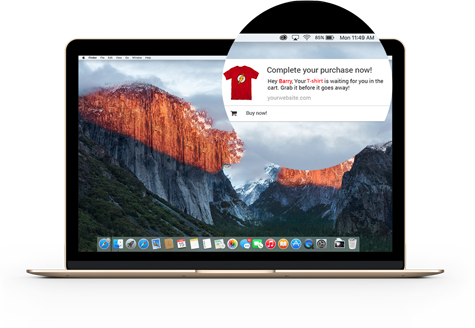 85% Mon 11:49 AM
Complete your purchase now!
Hey Barry, Your T-shirt is waiting for you in the
cart. Grab it before it goes away!
yourwebsite.com
Buy now!